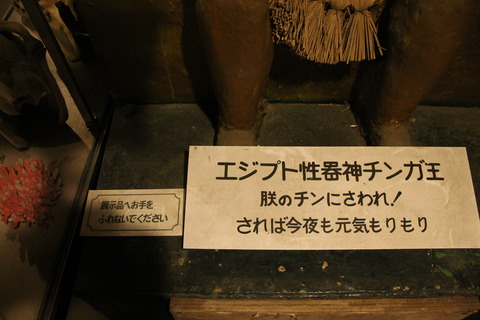 エジプト性器神チンガ王
朕のチンにさわれ!
されば今夜も元気もりもり
展示品へお手を
ふれないでください